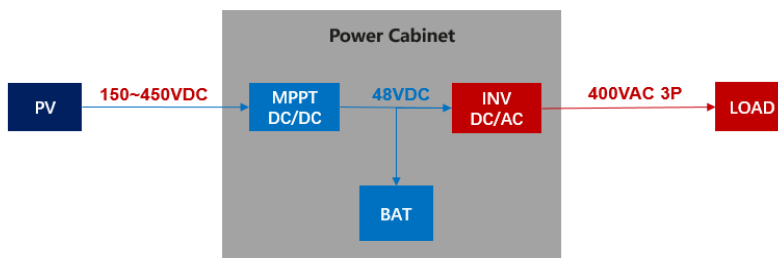 Power Cabinet
PV
150~450VDC
MPPT
DC/DC
48VDC
INV
DC/AC
400VAC 3P
LOAD
BAT